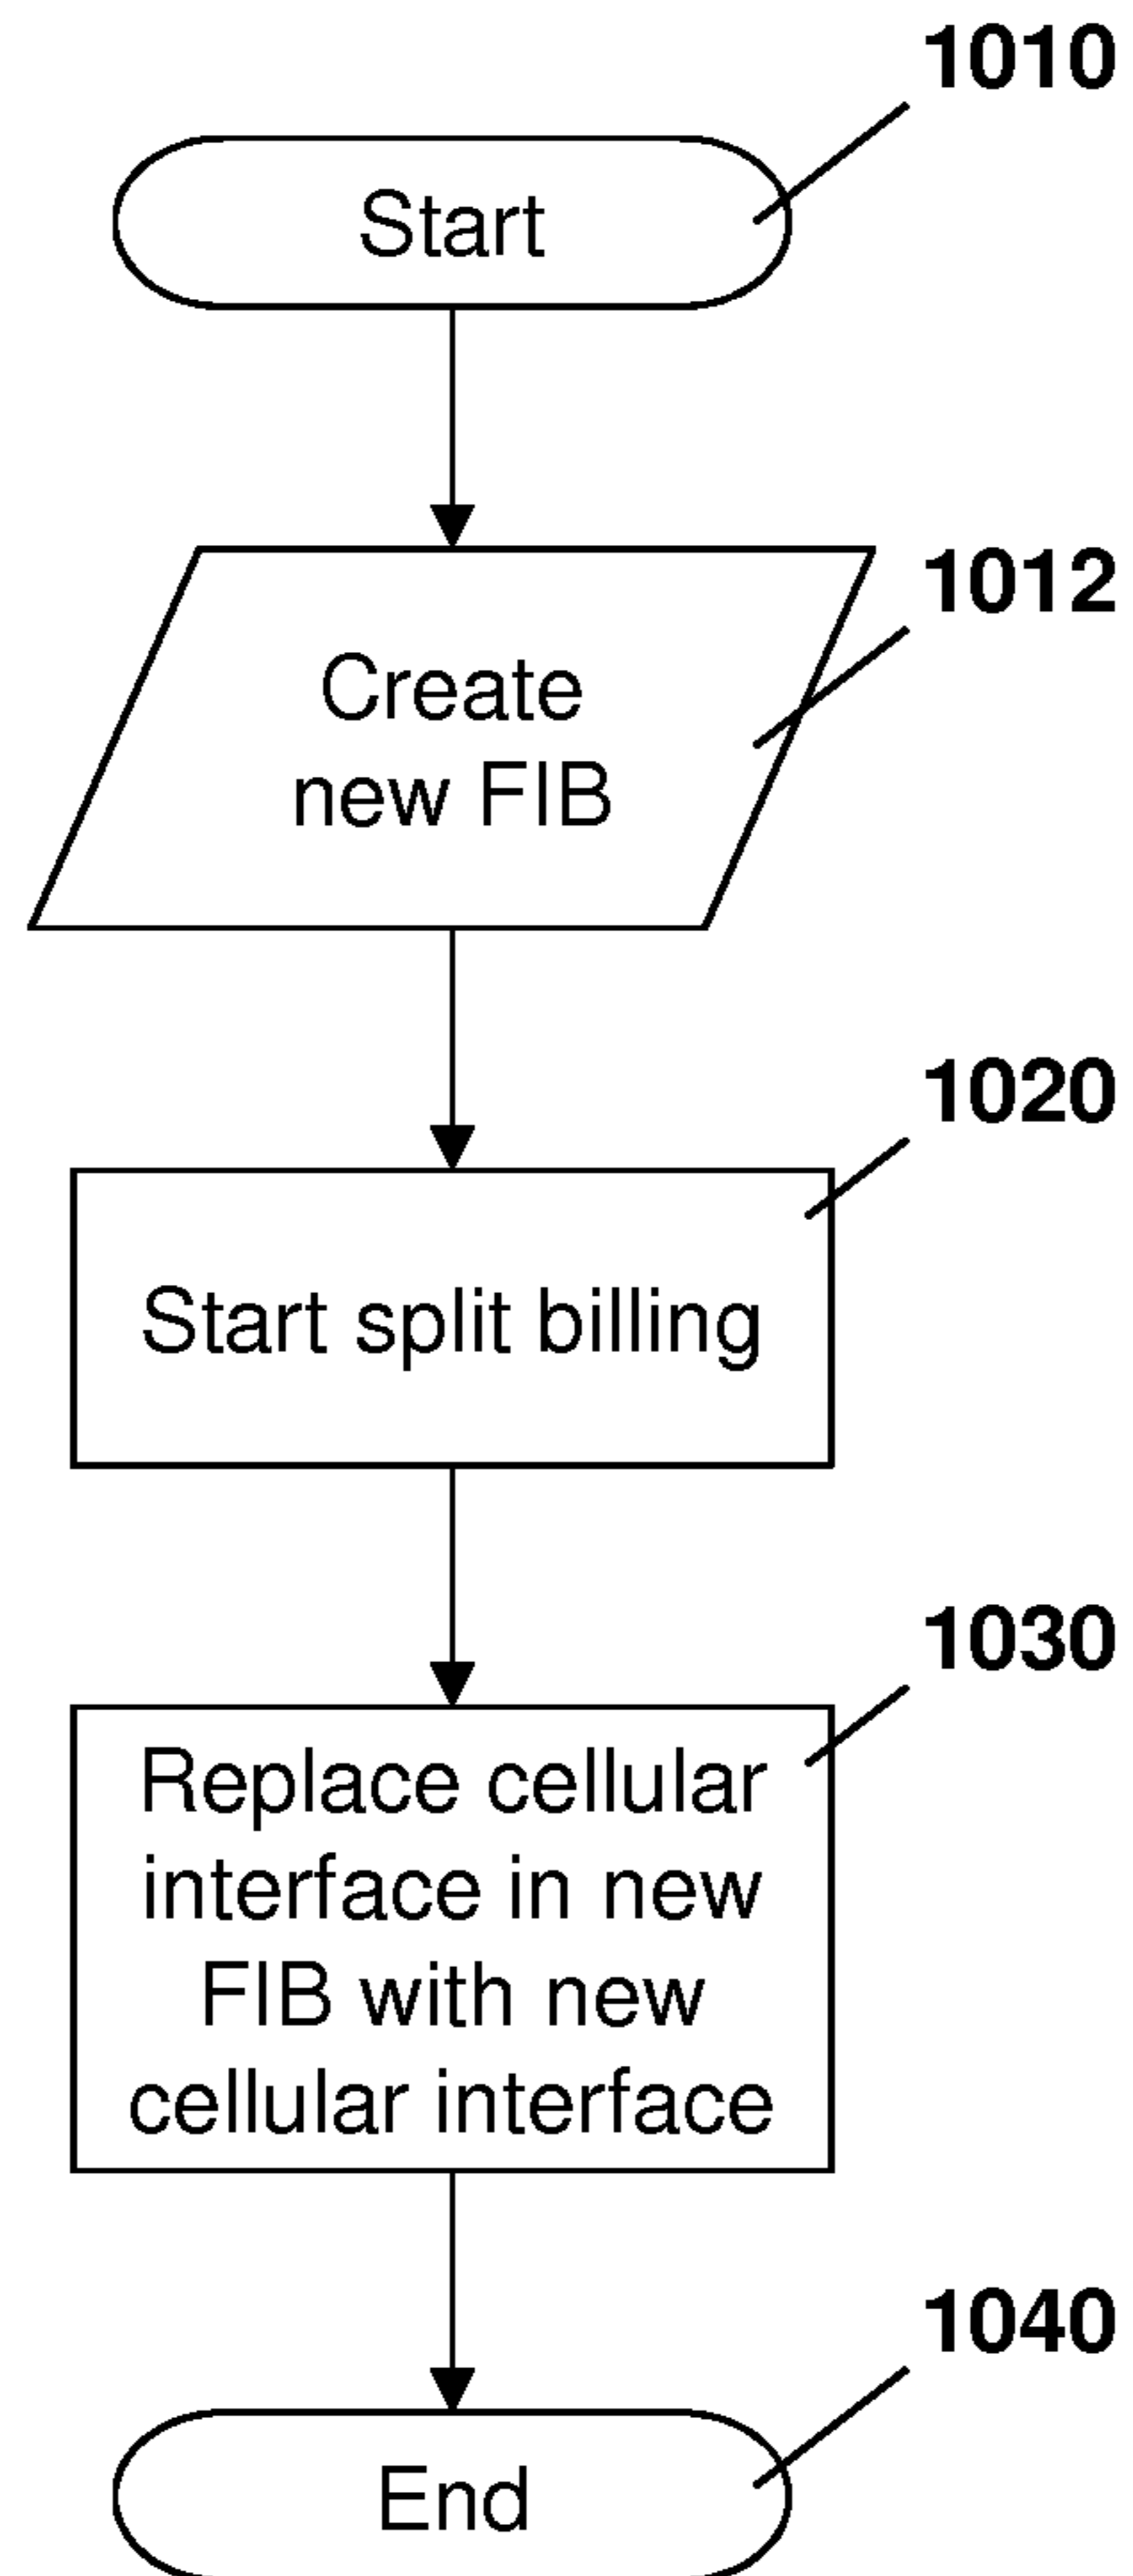 1010
Start
1012
Create
new FIB
1020
Start split billing
1030
Replace cellular
interface in new
FIB with new
cellular interface
1040
End